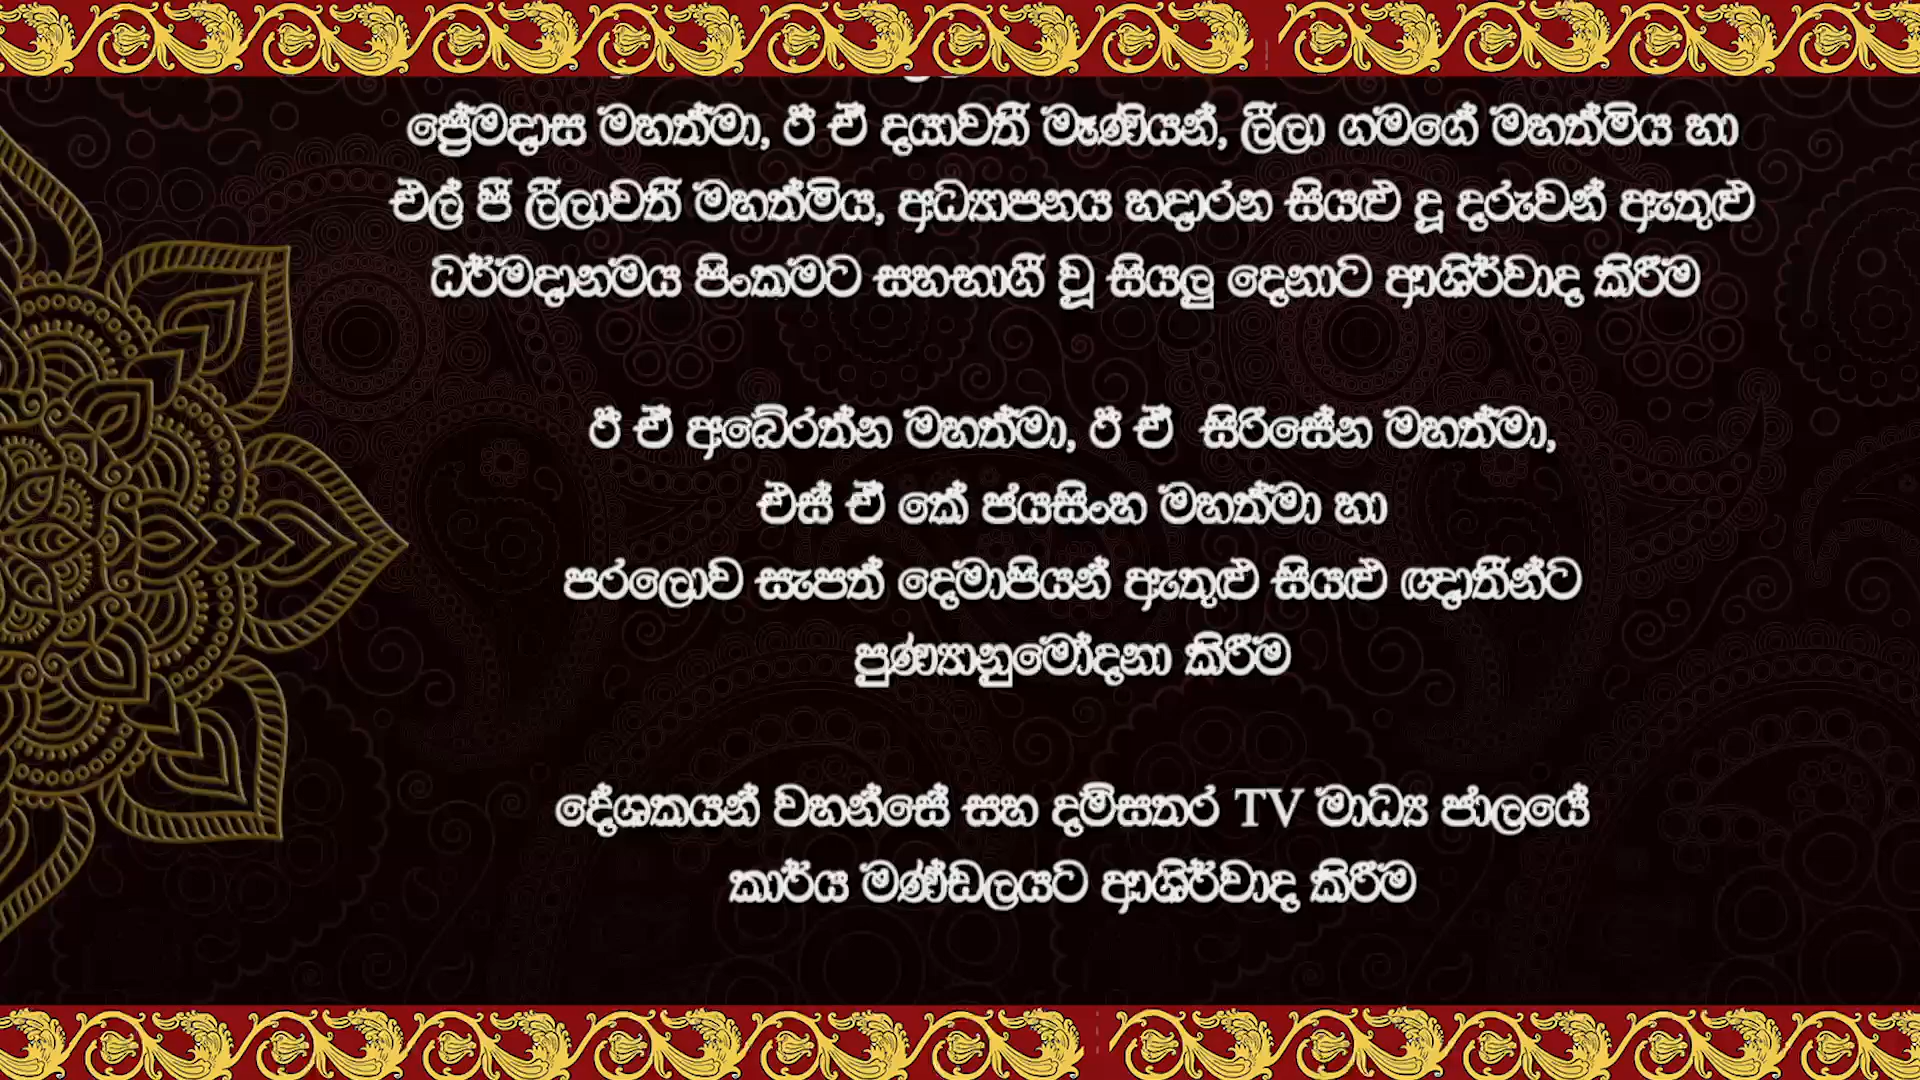 ප්‍රේමදාස මහත්මා, ඊ ඒ දයාවතී මෑණියන්, ලීලා ගමගේ මහත්මිය හා
එල් පී ලීලාවතී මහත්මිය, අධ්‍යාපනය හදාරන සියළු දූ දරුවන් ඇතුළු
ධර්මදානමය පිංකමට සහභාගී වූ සියලු දෙනාට ආශිර්වාද කිරීම
ඊ ඒ අබේරත්න මහත්මා, ඊ ඒ සිරිසේන මහත්මා,
එස් ඒ කේ ජයසිංහ මහත්මා හා
පරලොව සැපත් දෙමාපියන් ඇතුළු සියළු ඥාතීන්ට
පුණ්‍යානුමෝදනා කිරීම
දේශකයන් වහන්සේ සහ දම්සතර TV මාධ්‍ය ජාලයේ
කාර්ය මණ්ඩලයට ආශිර්වාද කිරීම